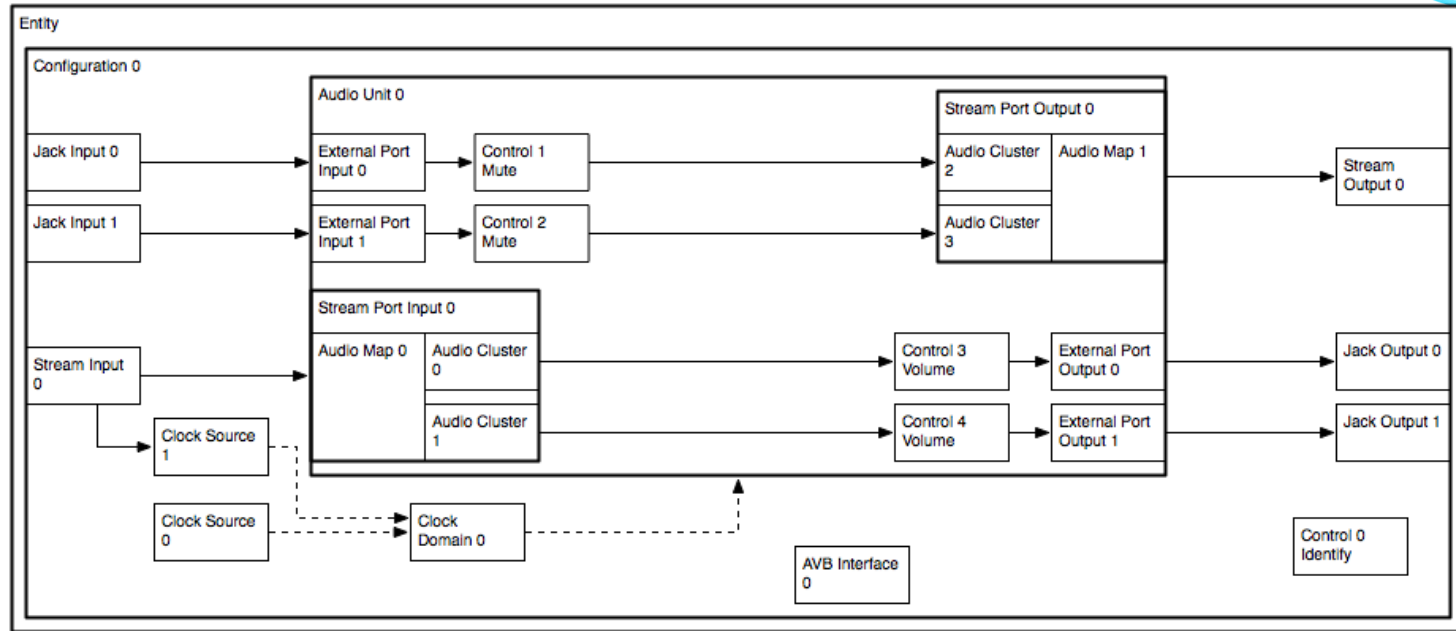 Entity
Configuration 0
Audio Unit 0
Stream Port Output 0
Jack Input 0
External Port
Input 0
Control 1
Mute
Audio Cluster
2
Audio Map 1
Stream
Output 0
Jack Input 1
External Port
Input 1
Control 2
Mute
Audio Cluster
3
Stream Port Input 0
Stream Input
0
Audio Map 0
Audio Cluster
0
Control 3
Volume
External Port
Output 0
Jack Output 0
Audio Cluster
1
Control 4
Volume
External Port
Output 1
Jack Output 1
Clock Source
1
Clock Source
0
Clock
Domain 0
AVB Interface
0
Control 0
Identify